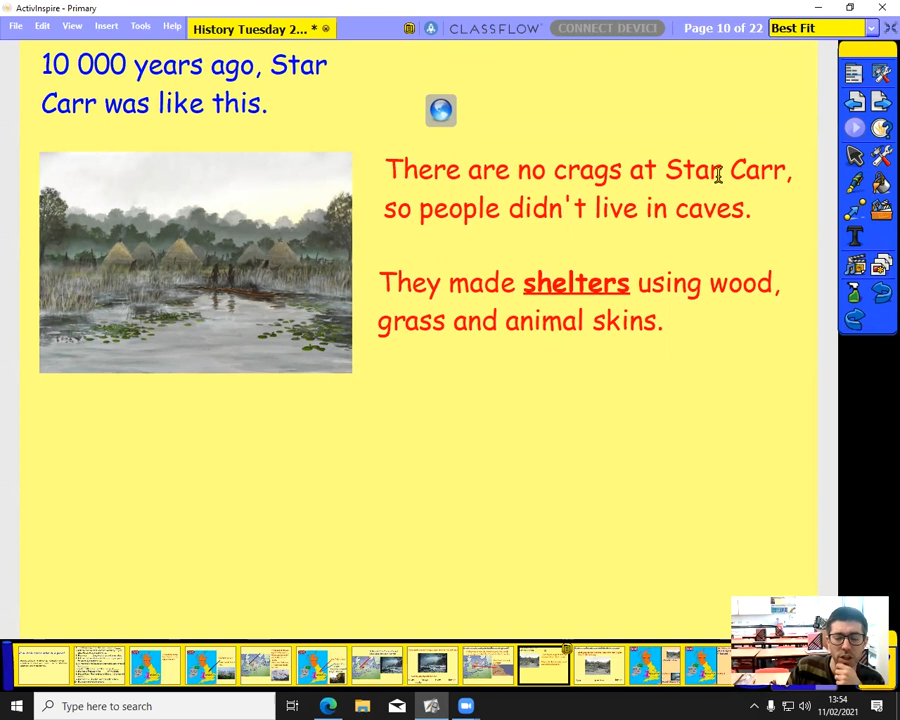 ActivInspire - Primary
File Edit View Insert Tools Help
History Tuesday 2... *
CLASSFLOW
CONNECT DEVICI
Page 10 of 22
Best Fit
10 000 years ago, Star
Carr was like this.
There are no crags at Star Carr,
so people didn't live in caves.
They made shelters using wood,
grass and animal skins.
Type here to search
13:54
11/02/2021